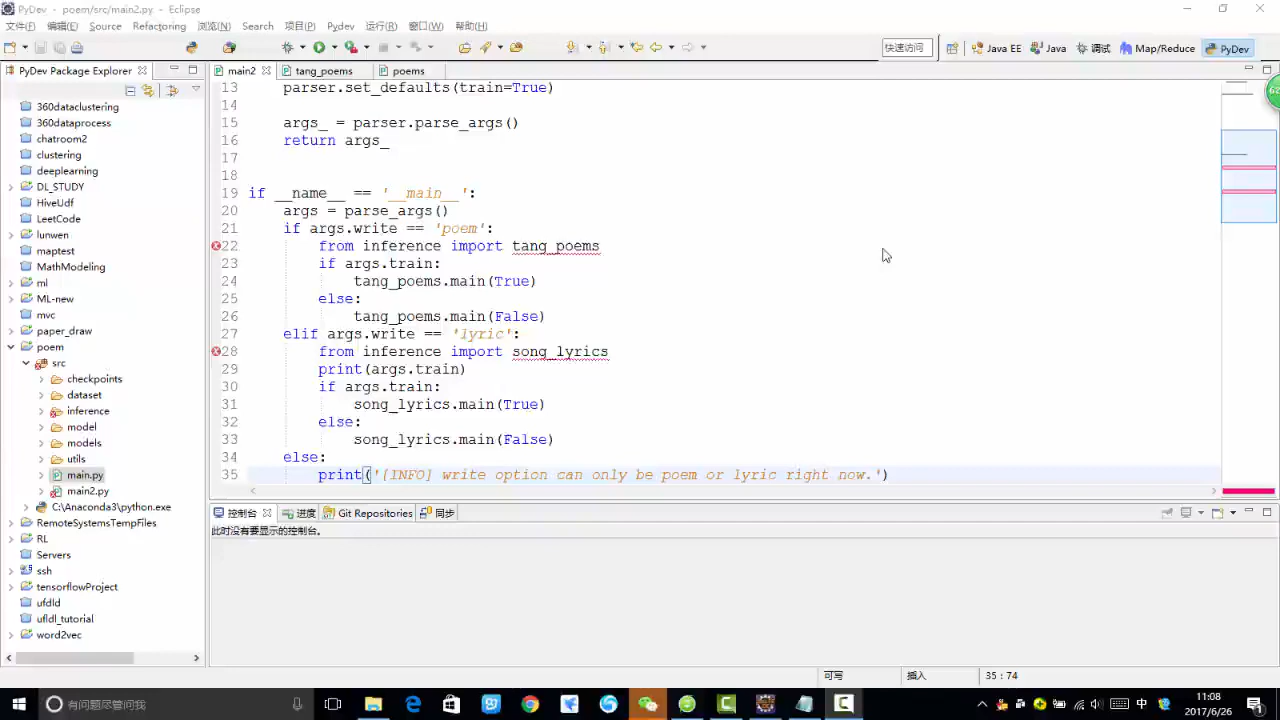 PyDev - poem/src/main2.py - Eclipse
文件(F) 编辑(E) Source Refactoring 浏览(N) Search 项目(P) Pydev 运行(R) 窗口(W) 帮助(H)
快速访问 Java EE Java 调试 Map/Reduce PyDev
PyDev Package Explorer
main2 tang_poems poems
62
360dataclustering
360dataprocess
chatroom2
clustering
deeplearning
DL_STUDY
HiveUdf
LeetCode
lunwen
maptest
MathModeling
ml
ML-new
mvc
paper_draw
poem
src
checkpoints
dataset
inference
model
models
utils
main.py
main2.py
C:\Anaconda3\python.exe
RemoteSystemsTempFiles
RL
Servers
ssh
tensorflowProject
ufdld
ufldl_tutorial
word2vec
13 parser.set_defaults(train=True)
14
15 args_ = parser.parse_args()
16 return args_
17
18
19 if __name__ == '__main__':
20 args = parse_args()
21 if args.write == 'poem':
22 from inference import tang_poems
23 if args.train:
24 tang_poems.main(True)
25 else:
26 tang_poems.main(False)
27 elif args.write == 'lyric':
28 from inference import song_lyrics
29 print(args.train)
30 if args.train:
31 song_lyrics.main(True)
32 else:
33 song_lyrics.main(False)
34 else:
35 print('[INFO] write option can only be poem or lyric right now.')
控制台 进度 Git Repositories 同步
此时没有要显示的控制台。
可写 插入 35 : 74
有问题尽管问我
中
11:08
2017/6/26